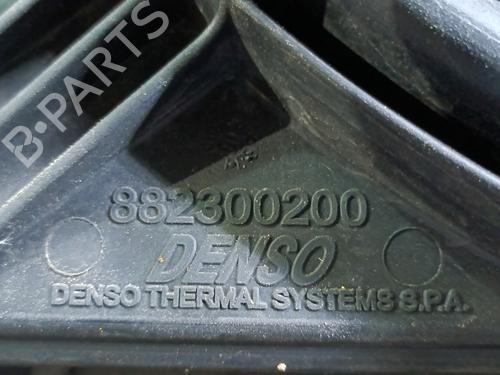 B-PARTS
882300200
DENSO
DENSO THERMAL SYSTEMS S.P.A.